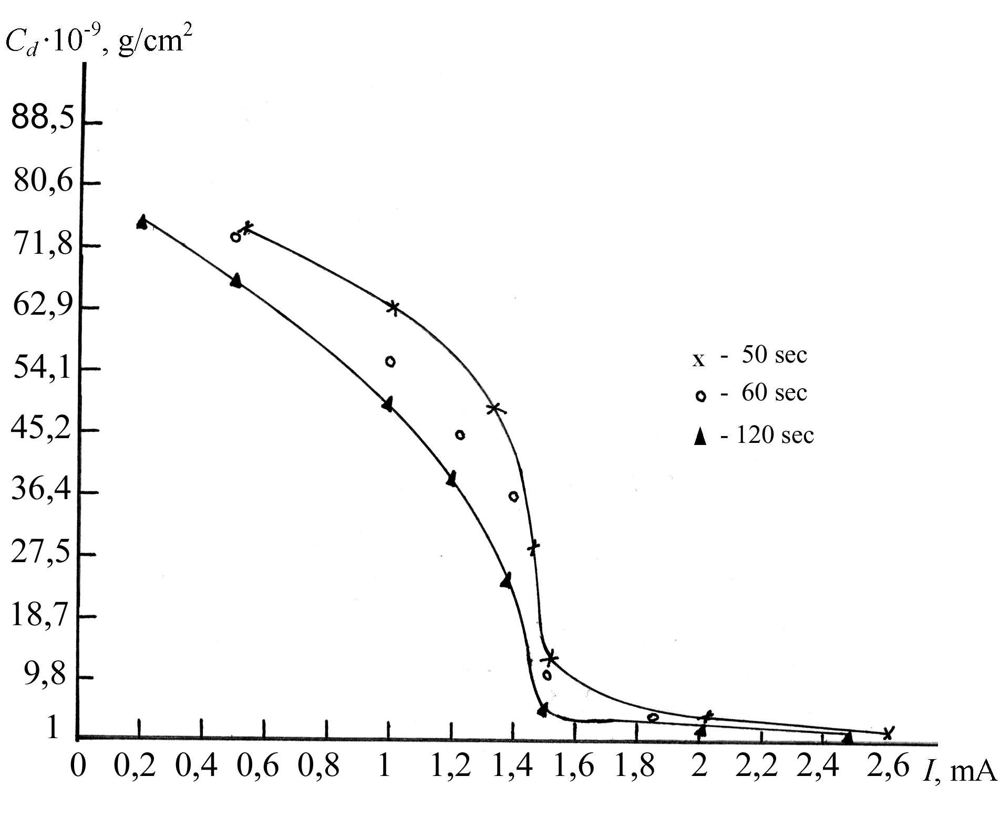 C_d·10⁻⁹, g/cm²
88,5
80,6
71,8
62,9
54,1
45,2
36,4
27,5
18,7
9,8
1
x - 50 sec
o - 60 sec
▲ - 120 sec
0 0,2 0,4 0,6 0,8 1 1,2 1,4 1,6 1,8 2 2,2 2,4 2,6 I, mA